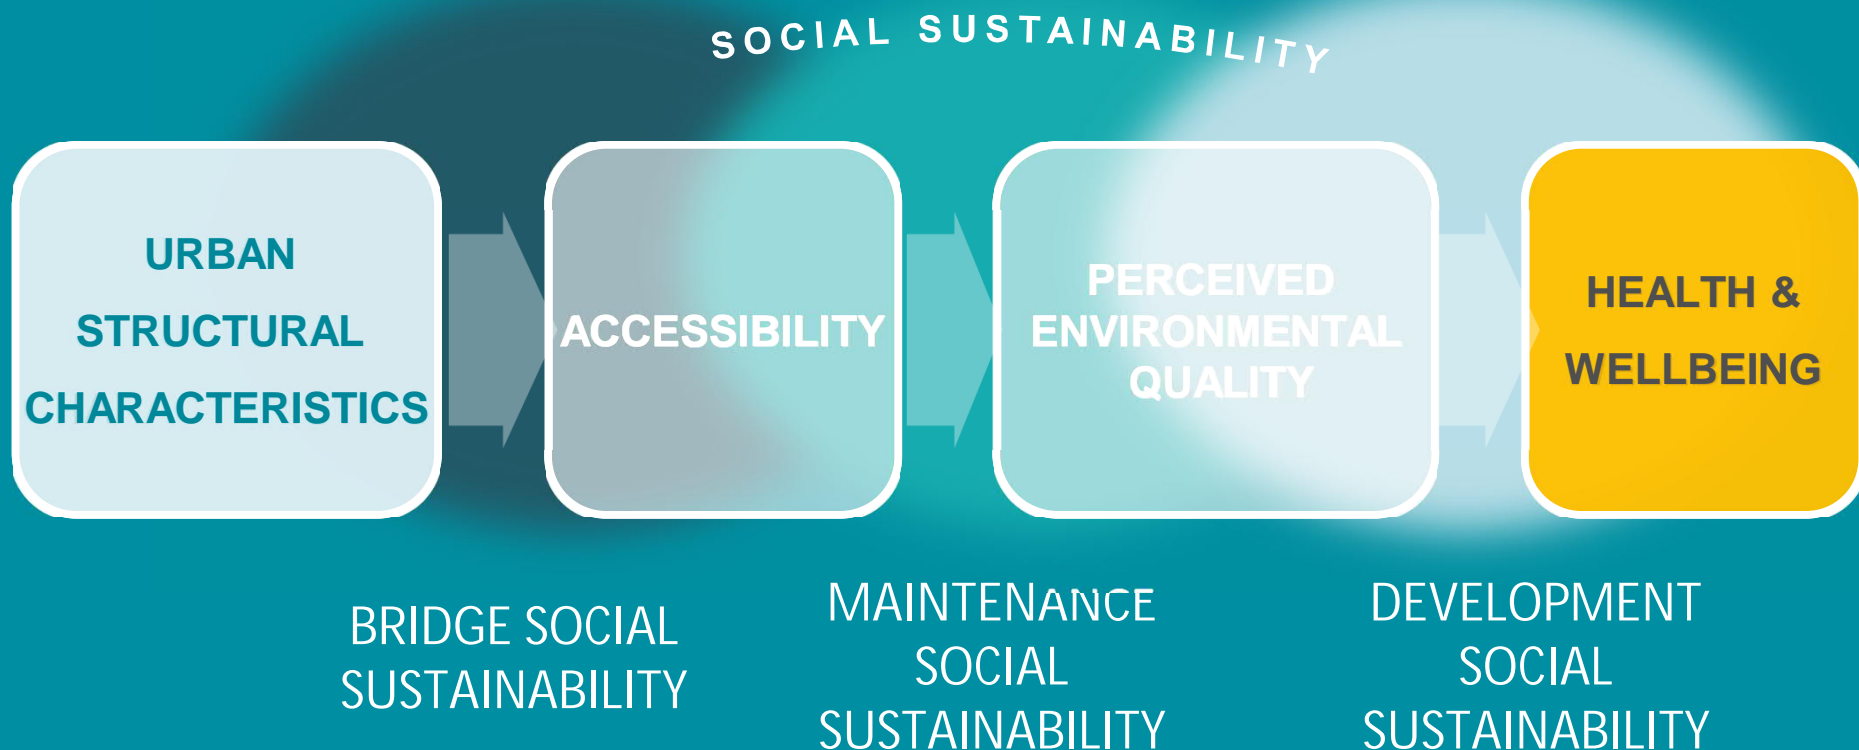 SOCIAL SUSTAINABILITY
URBAN
STRUCTURAL
CHARACTERISTICS
ACCESSIBILITY
PERCEIVED
ENVIRONMENTAL
QUALITY
HEALTH &
WELLBEING
BRIDGE SOCIAL
SUSTAINABILITY
MAINTENANCE
SOCIAL
SUSTAINABILITY
DEVELOPMENT
SOCIAL
SUSTAINABILITY